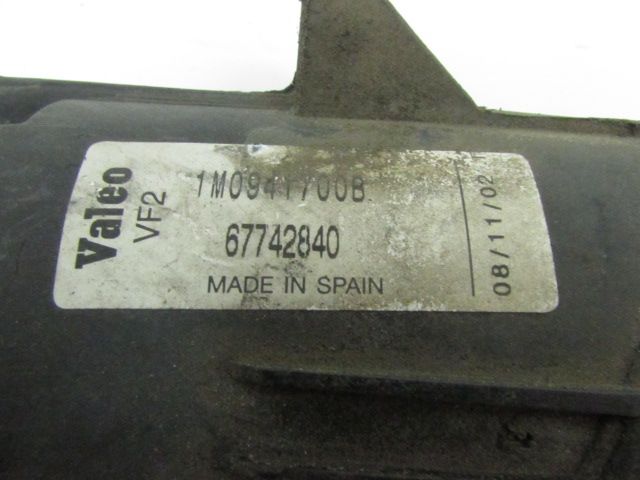 Valeo
VF2
1M0941700B
67742840
MADE IN SPAIN
08/11/02